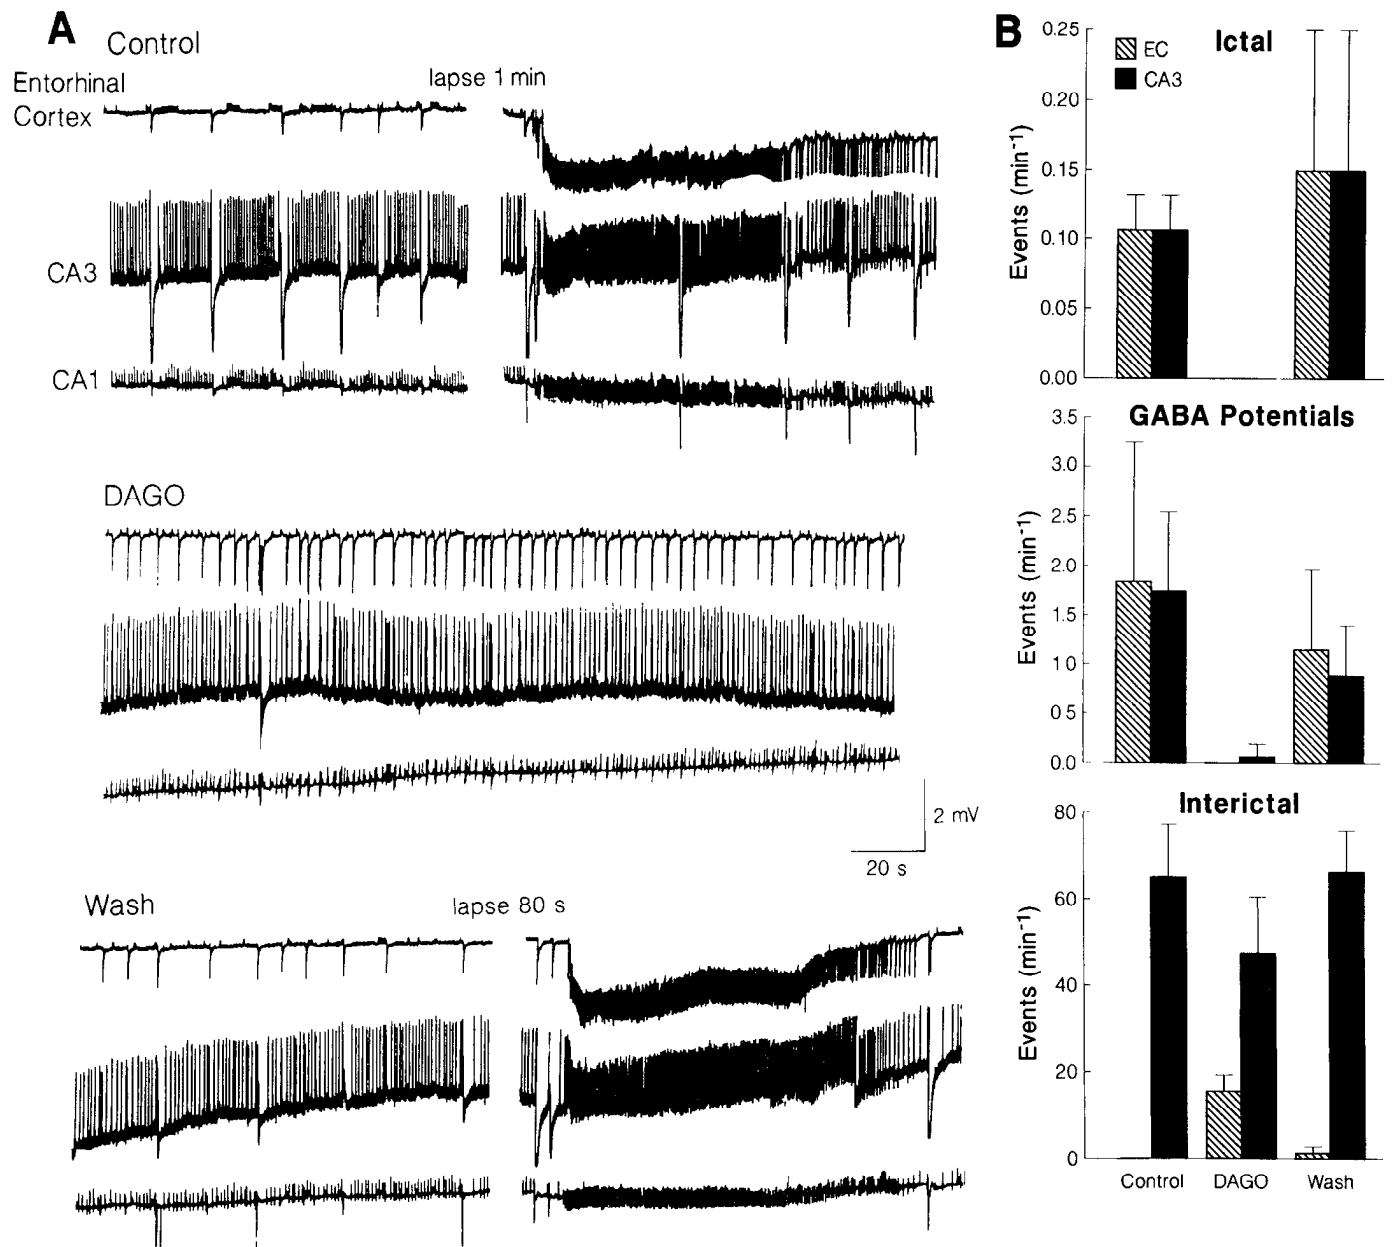 A
Control
Entorhinal
Cortex
lapse 1 min
CA3
CA1
DAGO
2 mV
20 s
Wash
lapse 80 s
B
Ictal
EC
CA3
Events (min-1)
0.25
0.20
0.15
0.10
0.05
0.00
GABA Potentials
Events (min-1)
3.5
3.0
2.5
2.0
1.5
1 0
0 5
0.0
Interictal
Events (min-1)
80
60
40
20
0
Control DAGO Wash